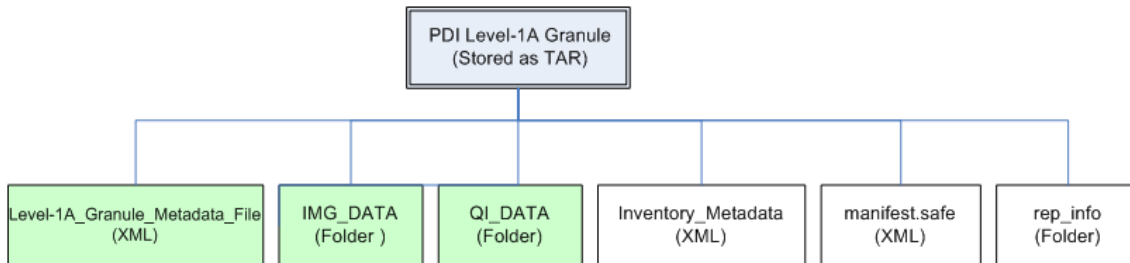 PDI Level-1A Granule
(Stored as TAR)
Level-1A_Granule_Metadata_File
(XML)
IMG_DATA
(Folder )
QI_DATA
(Folder)
Inventory_Metadata
(XML)
manifest.safe
(XML)
rep_info
(Folder)